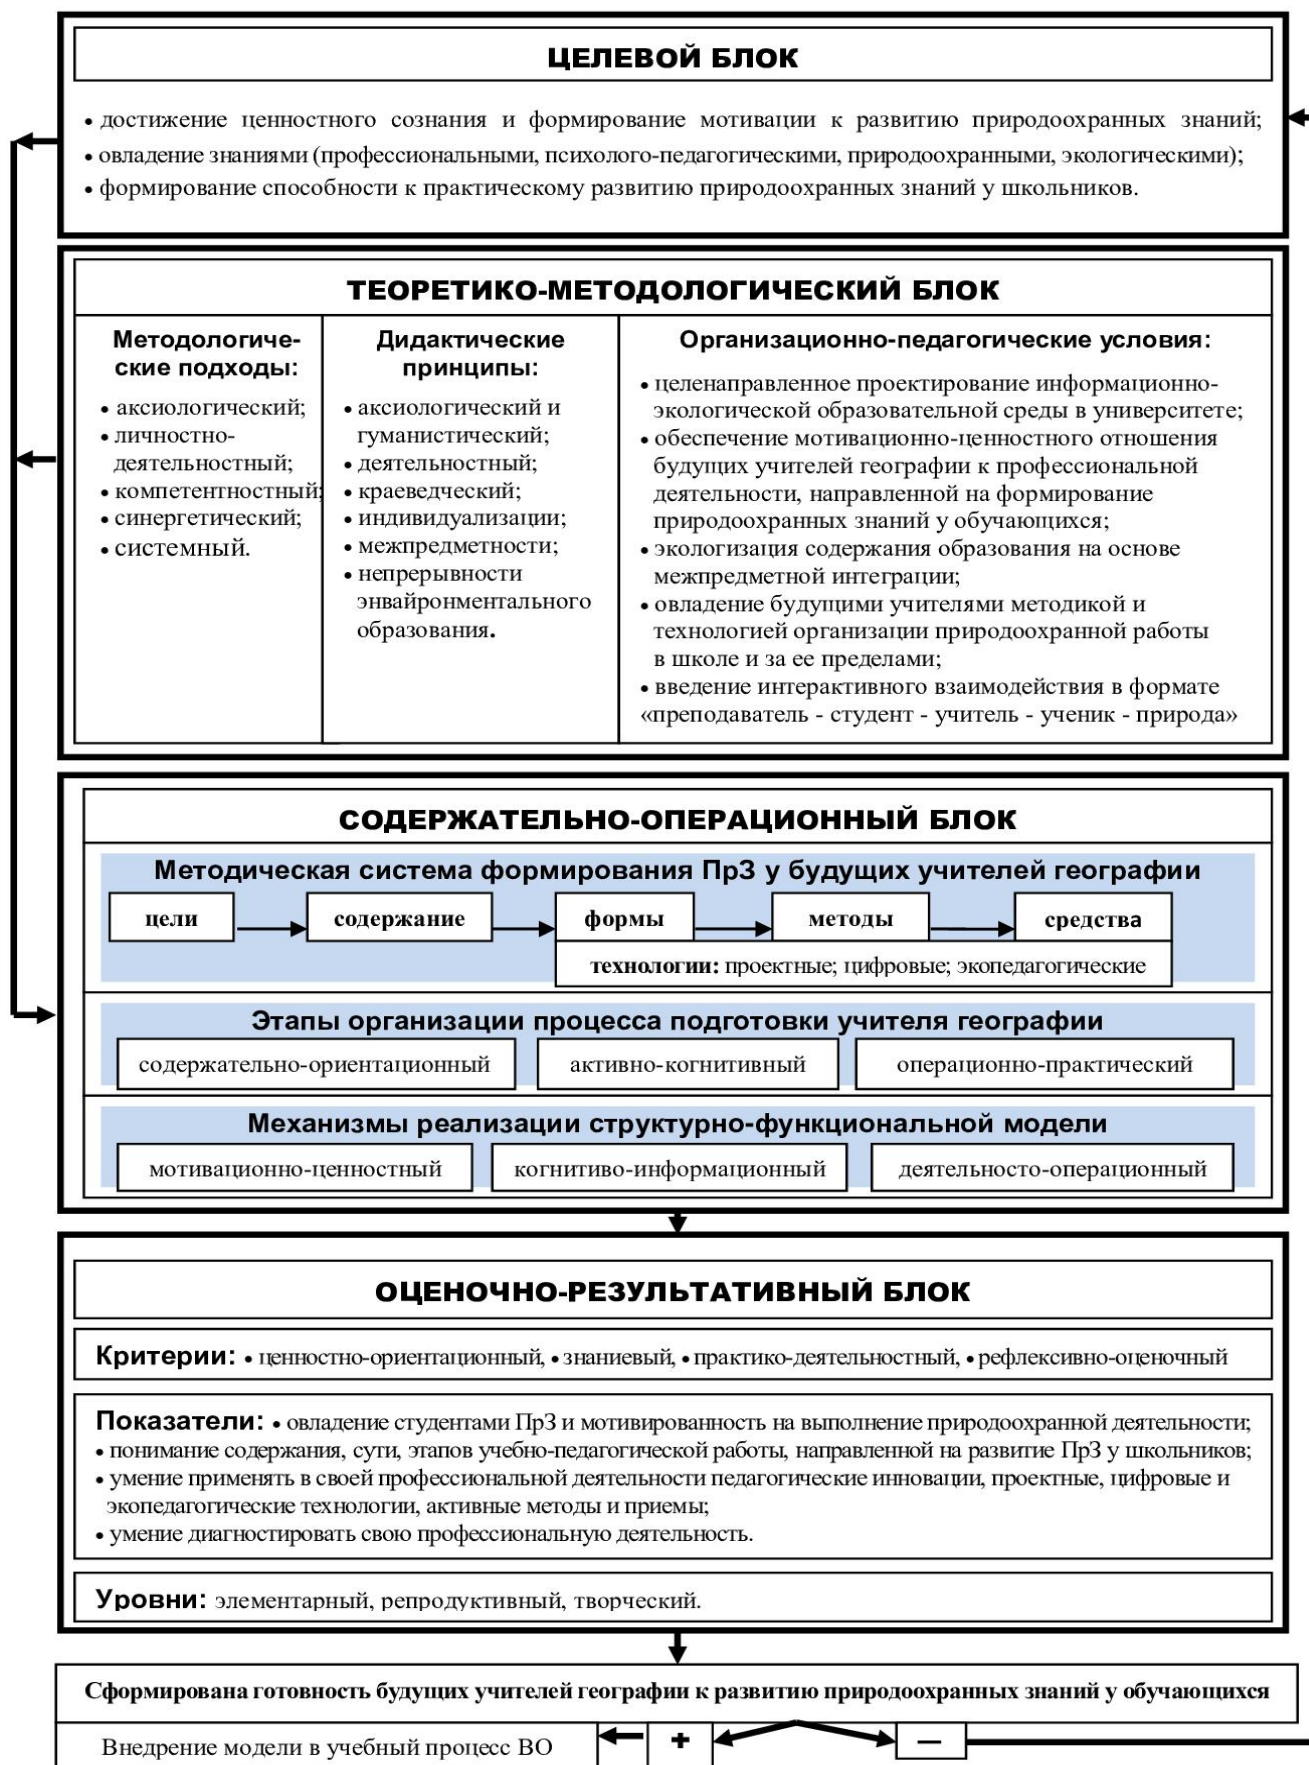 ЦЕЛЕВОЙ БЛОК
• достижение ценностного сознания и формирование мотивации к развитию природоохранных знаний;
• овладение знаниями (профессиональными, психолого-педагогическими, природоохранными, экологическими);
• формирование способности к практическому развитию природоохранных знаний у школьников.
ТЕОРЕТИКО-МЕТОДОЛОГИЧЕСКИЙ БЛОК
Методологиче-
ские подходы:
• аксиологический;
• личностно-
деятельностный;
• компетентностный;
• синергетический;
• системный.
Дидактические
принципы:
• аксиологический и
гуманистический;
• деятельностный;
• краеведческий;
• индивидуализации;
• межпредметности;
• непрерывности
энвайронментального
образования.
Организационно-педагогические условия:
• целенаправленное проектирование информационно-
экологической образовательной среды в университете;
• обеспечение мотивационно-ценностного отношения
будущих учителей географии к профессиональной
деятельности, направленной на формирование
природоохранных знаний у обучающихся;
• экологизация содержания образования на основе
межпредметной интеграции;
• овладение будущими учителями методикой и
технологией организации природоохранной работы
в школе и за ее пределами;
• введение интерактивного взаимодействия в формате
«преподаватель - студент - учитель - ученик - природа»
СОДЕРЖАТЕЛЬНО-ОПЕРАЦИОННЫЙ БЛОК
Методическая система формирования ПрЗ у будущих учителей географии
цели содержание формы методы средства
технологии: проектные; цифровые; экопедагогические
Этапы организации процесса подготовки учителя географии
содержательно-ориентационный активно-когнитивный операционно-практический
Механизмы реализации структурно-функциональной модели
мотивационно-ценностный когнитиво-информационный деятельносто-операционный
ОЦЕНОЧНО-РЕЗУЛЬТАТИВНЫЙ БЛОК
Критерии: • ценностно-ориентационный, • знаниевый, • практико-деятельностный, • рефлексивно-оценочный
Показатели: • овладение студентами ПрЗ и мотивированность на выполнение природоохранной деятельности;
• понимание содержания, сути, этапов учебно-педагогической работы, направленной на развитие ПрЗ у школьников;
• умение применять в своей профессиональной деятельности педагогические инновации, проектные, цифровые и
экопедагогические технологии, активные методы и приемы;
• умение диагностировать свою профессиональную деятельность.
Уровни: элементарный, репродуктивный, творческий.
Сформирована готовность будущих учителей географии к развитию природоохранных знаний у обучающихся
Внедрение модели в учебный процесс ВО + —